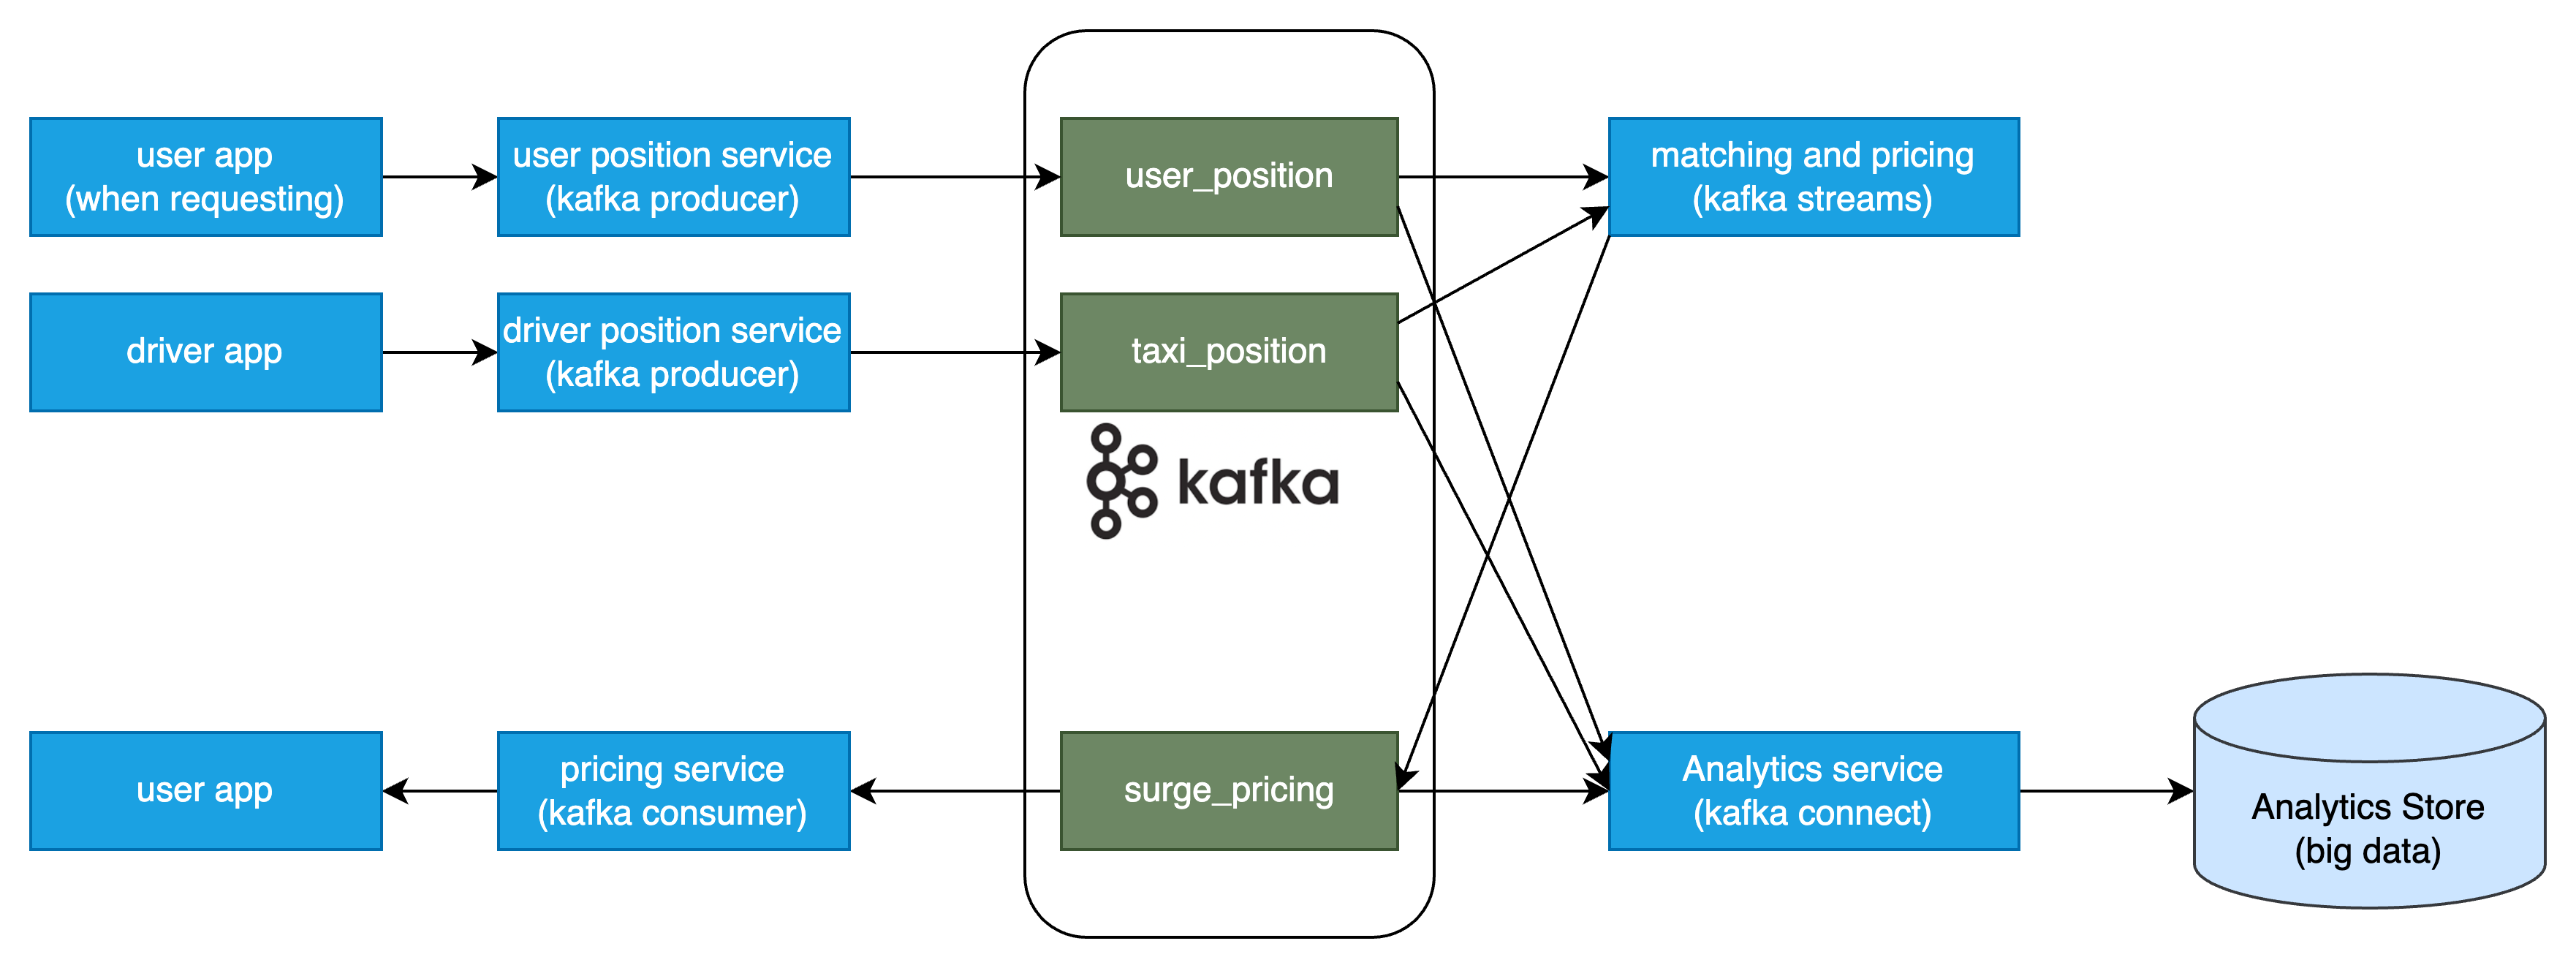 user app
(when requesting)
user position service
(kafka producer)
user_position
matching and pricing
(kafka streams)
driver app
driver position service
(kafka producer)
taxi_position
kafka
user app
pricing service
(kafka consumer)
surge_pricing
Analytics service
(kafka connect)
Analytics Store
(big data)